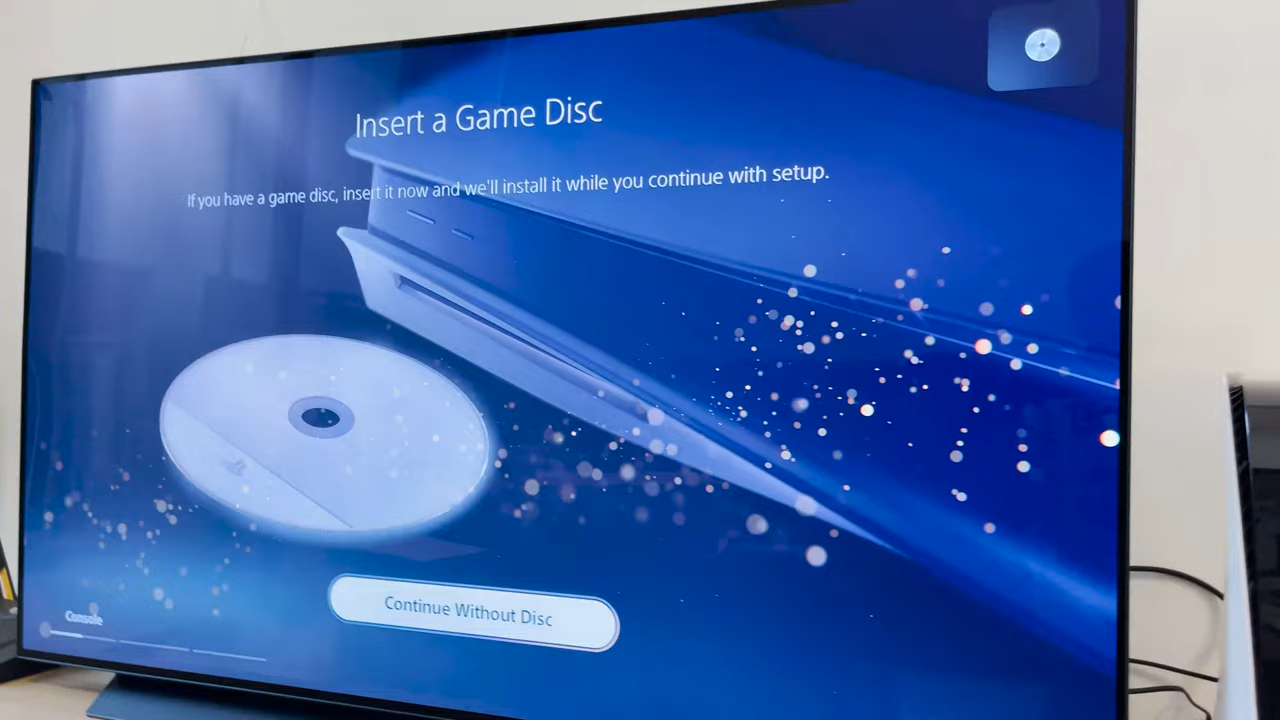 Insert a Game Disc
If you have a game disc, insert it now and we'll install it while you continue with setup.
Continue Without Disc
Console